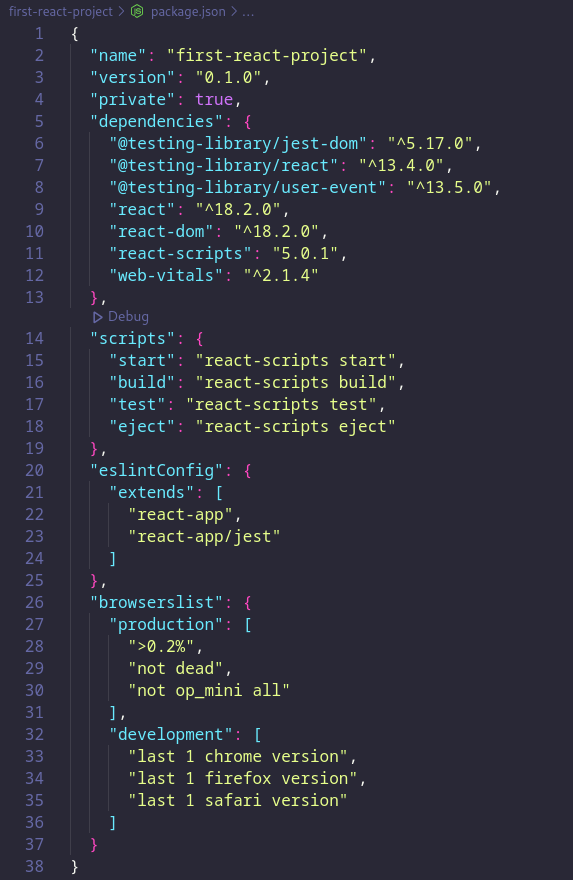 first-react-project > package.json > ...
1 {
2 "name": "first-react-project",
3 "version": "0.1.0",
4 "private": true,
5 "dependencies": {
6 "@testing-library/jest-dom": "^5.17.0",
7 "@testing-library/react": "^13.4.0",
8 "@testing-library/user-event": "^13.5.0",
9 "react": "^18.2.0",
10 "react-dom": "^18.2.0",
11 "react-scripts": "5.0.1",
12 "web-vitals": "^2.1.4"
13 },
Debug
14 "scripts": {
15 "start": "react-scripts start",
16 "build": "react-scripts build",
17 "test": "react-scripts test",
18 "eject": "react-scripts eject"
19 },
20 "eslintConfig": {
21 "extends": [
22 "react-app",
23 "react-app/jest"
24 ]
25 },
26 "browserslist": {
27 "production": [
28 ">0.2%",
29 "not dead",
30 "not op_mini all"
31 ],
32 "development": [
33 "last 1 chrome version",
34 "last 1 firefox version",
35 "last 1 safari version"
36 ]
37 }
38 }